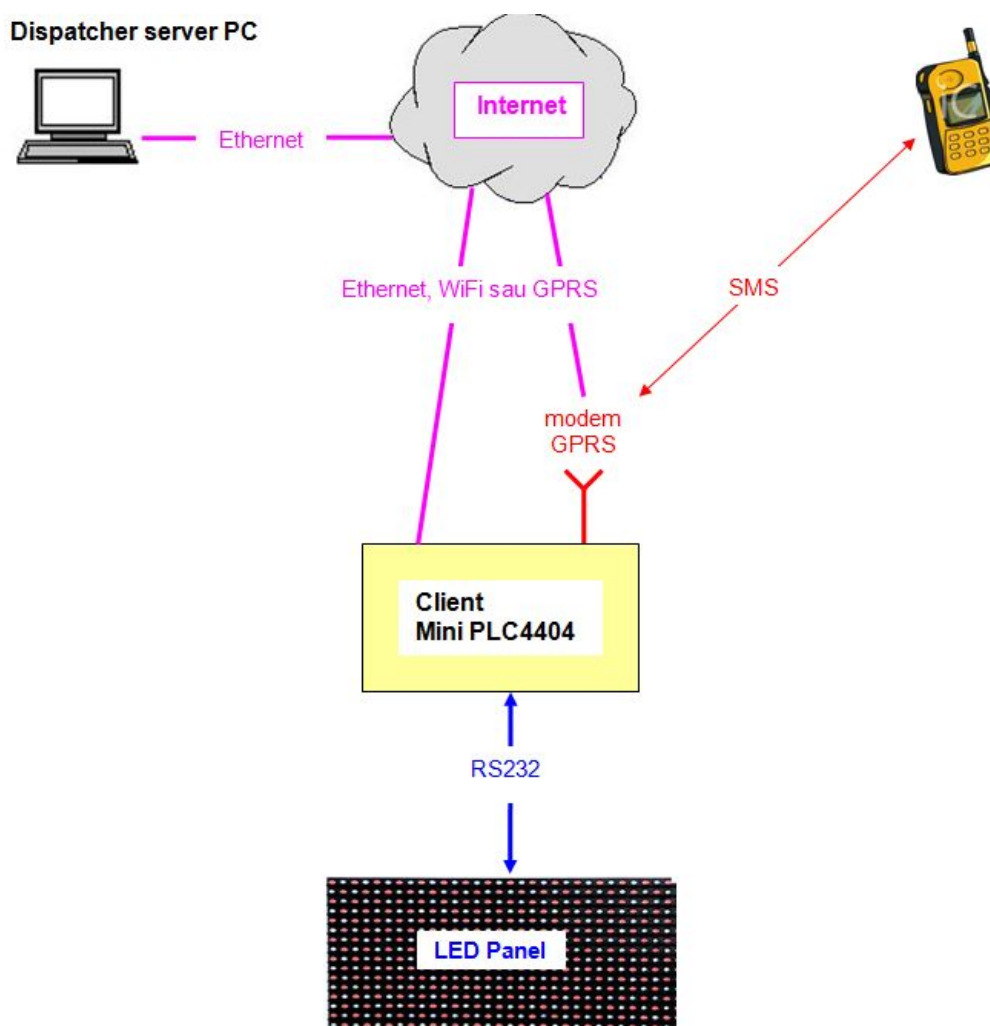 Dispatcher server PC
Internet
Ethernet
Ethernet, WiFi sau GPRS
SMS
modem
GPRS
Client
Mini PLC4404
RS232
LED Panel